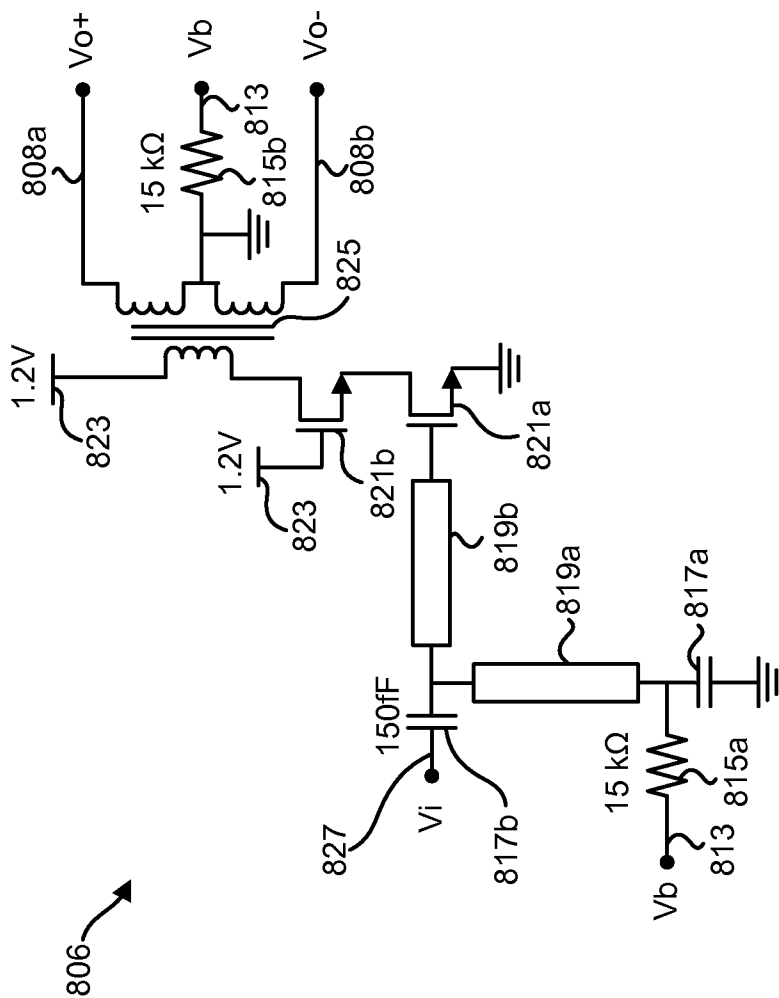 806
Vo+
808a
Vb
813
15 kΩ
815b
Vo-
808b
825
1.2V
823
1.2V
823
821b
821a
819b
819a
817a
150fF
827
Vi
817b
15 kΩ
815a
813
Vb